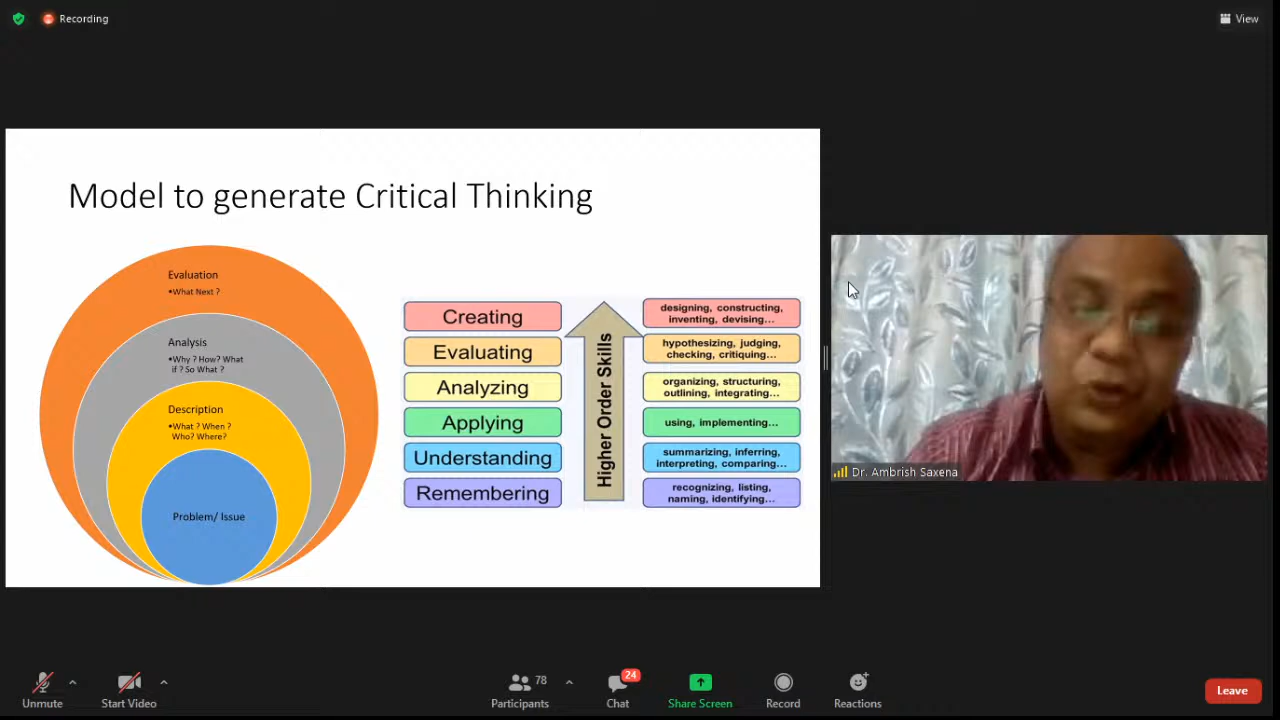 Recording
View
Model to generate Critical Thinking
Evaluation
•What Next ?
Analysis
•Why ? How? What
if ? So What ?
Description
•What ? When ?
Who? Where?
Problem/ Issue
Creating
Evaluating
Analyzing
Applying
Understanding
Remembering
Higher Order Skills
designing, constructing,
inventing, devising...
hypothesizing, judging,
checking, critiquing...
organizing, structuring,
outlining, integrating...
using, implementing...
summarizing, inferring,
interpreting, comparing...
recognizing, listing,
naming, identifying...
Dr. Ambrish Saxena
Unmute
Start Video
78
Participants
24
Chat
Share Screen
Record
Reactions
Leave